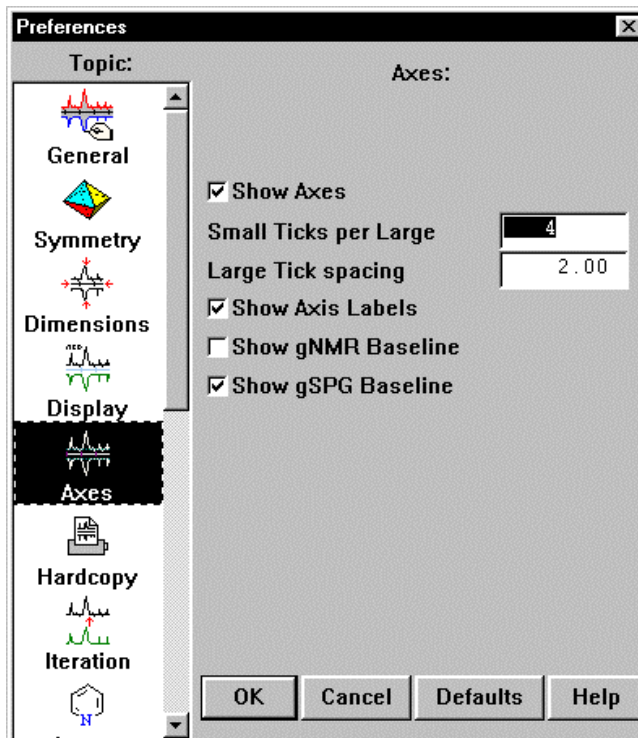 Preferences
Topic:
General
Symmetry
Dimensions
Display
Axes
Hardcopy
Iteration
N
Axes:
Show Axes
Small Ticks per Large 4
Large Tick spacing 2.00
Show Axis Labels
Show gNMR Baseline
Show gSPG Baseline
OK Cancel Defaults Help